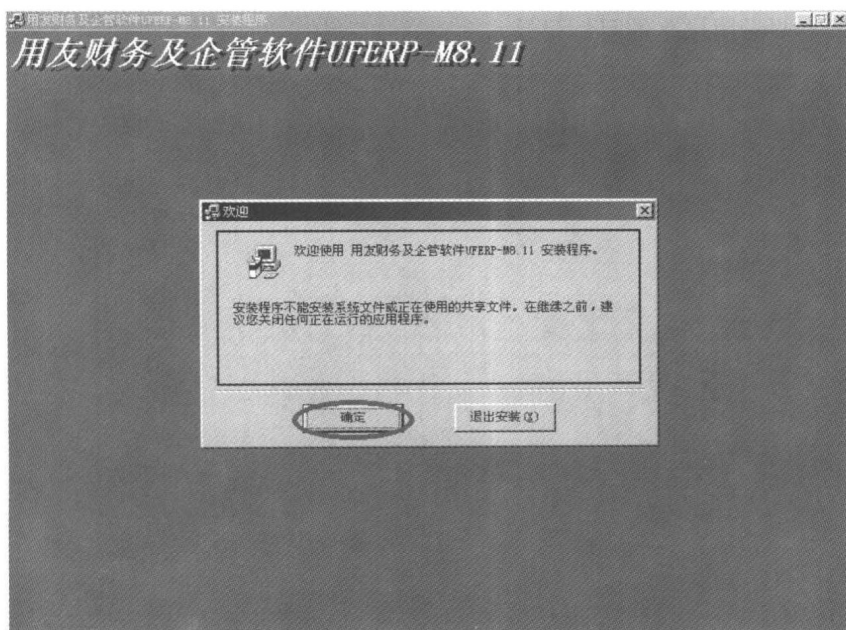 用友财务及企管软件UFERP-M8.11 安装程序
用友财务及企管软件UFERP-M8.11
欢迎
欢迎使用 用友财务及企管软件UFERP-M8.11 安装程序。
安装程序不能安装系统文件或正在使用的共享文件。在继续之前，建
议您关闭任何正在运行的应用程序。
确定
退出安装(X)